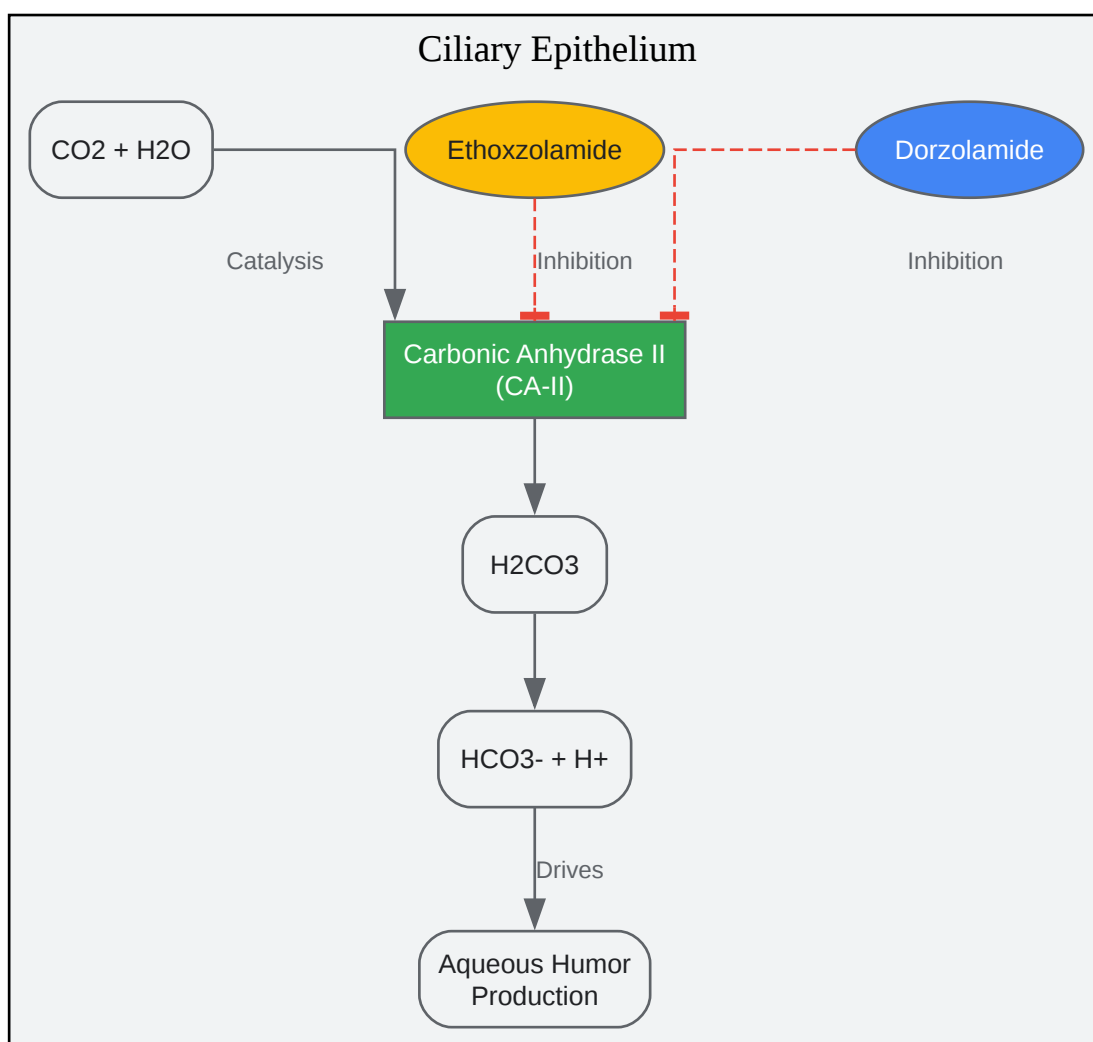 Ciliary Epithelium
CO2 + H2O
Ethoxzolamide
Dorzolamide
Catalysis
Inhibition
Inhibition
Carbonic Anhydrase II
(CA-II)
H2CO3
HCO3- + H+
Drives
Aqueous Humor
Production